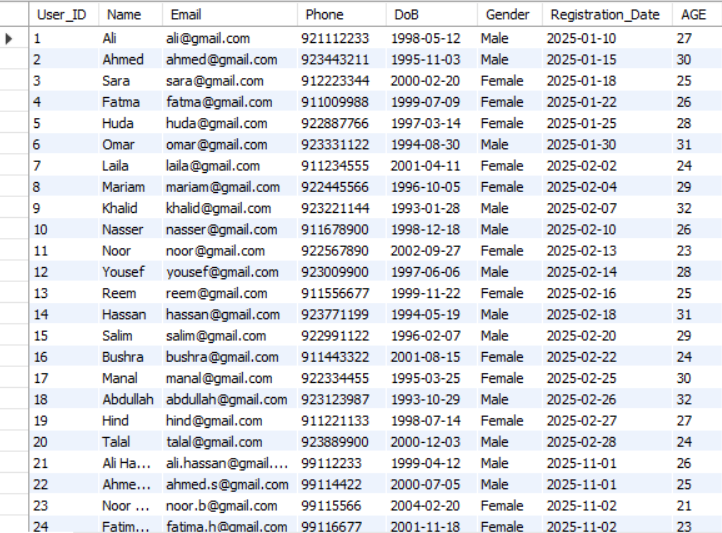 User_ID Name Email Phone DoB Gender Registration_Date AGE
1 Ali ali@gmail.com 921112233 1998-05-12 Male 2025-01-10 27
2 Ahmed ahmed@gmail.com 923443211 1995-11-03 Male 2025-01-15 30
3 Sara sara@gmail.com 912223344 2000-02-20 Female 2025-01-18 25
4 Fatma fatma@gmail.com 911009988 1999-07-09 Female 2025-01-22 26
5 Huda huda@gmail.com 922887766 1997-03-14 Female 2025-01-25 28
6 Omar omar@gmail.com 923331122 1994-08-30 Male 2025-01-30 31
7 Laila laila@gmail.com 911234555 2001-04-11 Female 2025-02-02 24
8 Mariam mariam@gmail.com 922445566 1996-10-05 Female 2025-02-04 29
9 Khalid khalid@gmail.com 923221144 1993-01-28 Male 2025-02-07 32
10 Nasser nasser@gmail.com 911678900 1998-12-18 Male 2025-02-10 26
11 Noor noor@gmail.com 922567890 2002-09-27 Female 2025-02-13 23
12 Yousef yousef@gmail.com 923009900 1997-06-06 Male 2025-02-14 28
13 Reem reem@gmail.com 911556677 1999-11-22 Female 2025-02-16 25
14 Hassan hassan@gmail.com 923771199 1994-05-19 Male 2025-02-18 31
15 Salim salim@gmail.com 922991122 1996-02-07 Male 2025-02-20 29
16 Bushra bushra@gmail.com 911443322 2001-08-15 Female 2025-02-22 24
17 Manal manal@gmail.com 922334455 1995-03-25 Female 2025-02-25 30
18 Abdullah abdullah@gmail.com 923123987 1993-10-29 Male 2025-02-26 32
19 Hind hind@gmail.com 911221133 1998-07-14 Female 2025-02-27 27
20 Talal talal@gmail.com 923889900 2000-12-03 Male 2025-02-28 24
21 Ali Ha... ali.hassan@gmail.... 99112233 1999-04-12 Male 2025-11-01 26
22 Ahme... ahmed.s@gmail.com 99114422 2000-07-05 Male 2025-11-01 25
23 Noor ... noor.b@gmail.com 99115566 2004-02-20 Female 2025-11-02 21
24 Fatim... fatima.h@gmail.com 99116677 2001-11-18 Female 2025-11-02 23